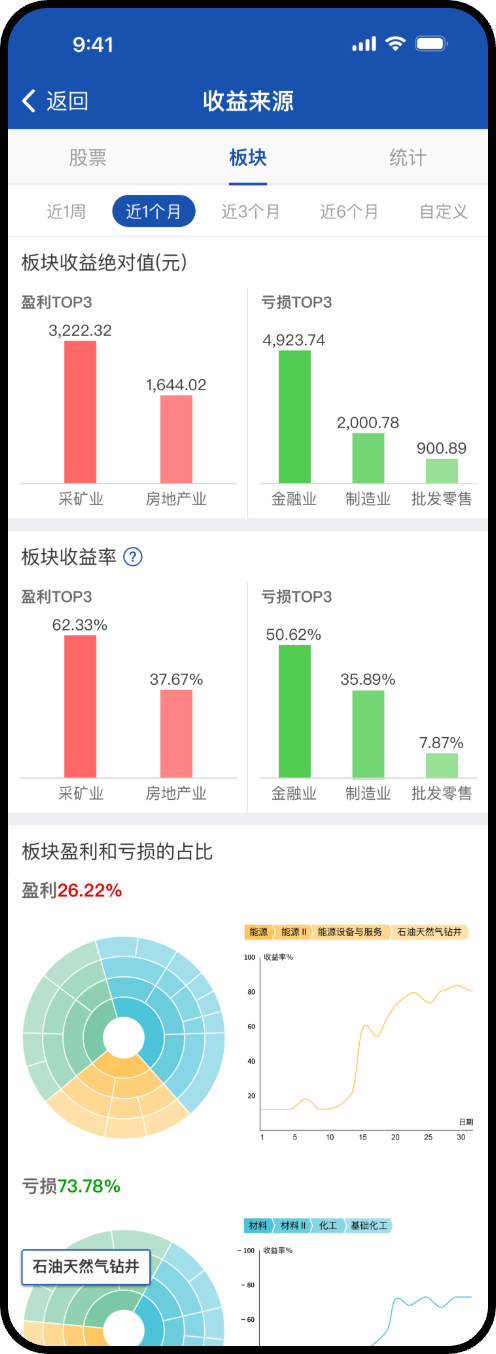 9:41
返回
收益来源
股票 板块 统计
近1周 近1个月 近3个月 近6个月 自定义
板块收益绝对值(元)
盈利TOP3
3,222.32
1,644.02
采矿业 房地产业
亏损TOP3
4,923.74
2,000.78
900.89
金融业 制造业 批发零售
板块收益率 ?
盈利TOP3
62.33%
37.67%
采矿业 房地产业
亏损TOP3
50.62%
35.89%
7.87%
金融业 制造业 批发零售
板块盈利和亏损的占比
盈利26.22%
能源 能源 II 能源设备与服务 石油天然气钻井
100 收益率%
80
60
40
20
日期
1 5 10 15 20 25 30
亏损73.78%
石油天然气钻井
材料 材料 II 化工 基础化工
-100 收益率%
-80
-60